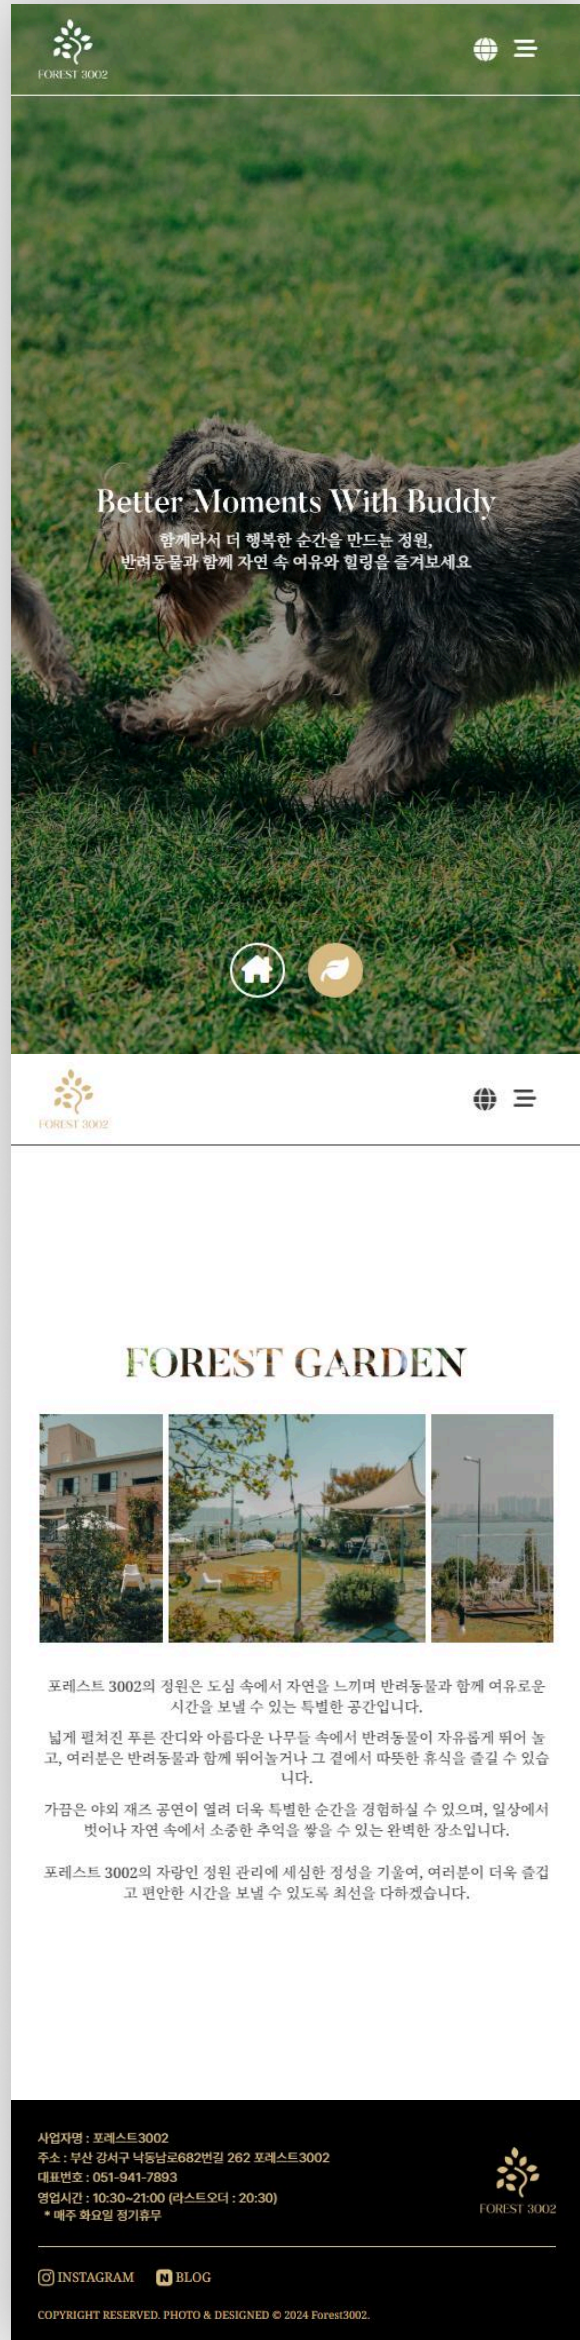 FOREST 3002
Better Moments With Buddy
함께라서 더 행복한 순간을 만드는 정원,
반려동물과 함께 자연 속 여유와 힐링을 즐겨보세요
FOREST 3002
FOREST GARDEN
포레스트 3002의 정원은 도심 속에서 자연을 느끼며 반려동물과 함께 여유로운
시간을 보낼 수 있는 특별한 공간입니다.
넓게 펼쳐진 푸른 잔디와 아름다운 나무들 속에서 반려동물이 자유롭게 뛰어 놀
고, 여러분은 반려동물과 함께 뛰어놀거나 그 곁에서 따뜻한 휴식을 즐길 수 있습
니다.
가끔은 야외 재즈 공연이 열려 더욱 특별한 순간을 경험하실 수 있으며, 일상에서
벗어나 자연 속에서 소중한 추억을 쌓을 수 있는 완벽한 장소입니다.
포레스트 3002의 자랑인 정원 관리에 세심한 정성을 기울여, 여러분이 더욱 즐겁
고 편안한 시간을 보낼 수 있도록 최선을 다하겠습니다.
사업자명 : 포레스트3002
주소 : 부산 강서구 낙동남로682번길 262 포레스트3002
대표번호 : 051-941-7893
영업시간 : 10:30~21:00 (라스트오더 : 20:30)
* 매주 화요일 정기휴무
FOREST 3002
INSTAGRAM N BLOG
COPYRIGHT RESERVED. PHOTO & DESIGNED © 2024 Forest3002.